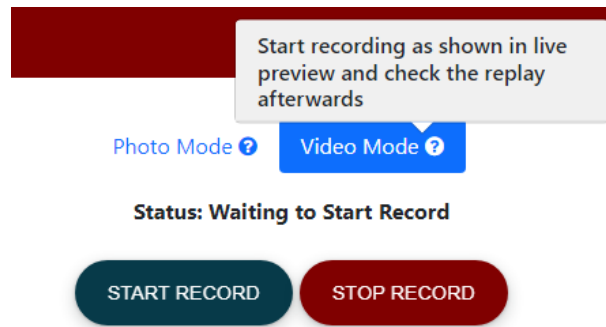 Start recording as shown in live
preview and check the replay
afterwards
Photo Mode ?
Video Mode ?
Status: Waiting to Start Record
START RECORD
STOP RECORD